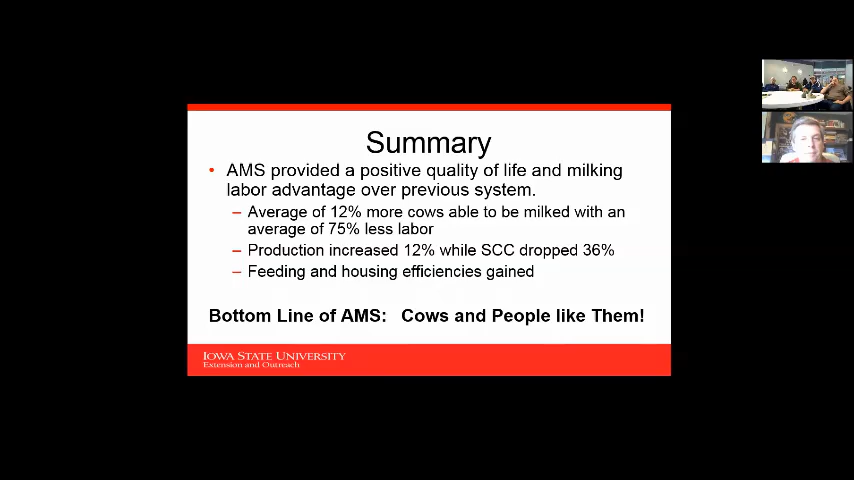 Summary
• AMS provided a positive quality of life and milking
labor advantage over previous system.
– Average of 12% more cows able to be milked with an
average of 75% less labor
– Production increased 12% while SCC dropped 36%
– Feeding and housing efficiencies gained
Bottom Line of AMS: Cows and People like Them!
IOWA STATE UNIVERSITY
Extension and Outreach